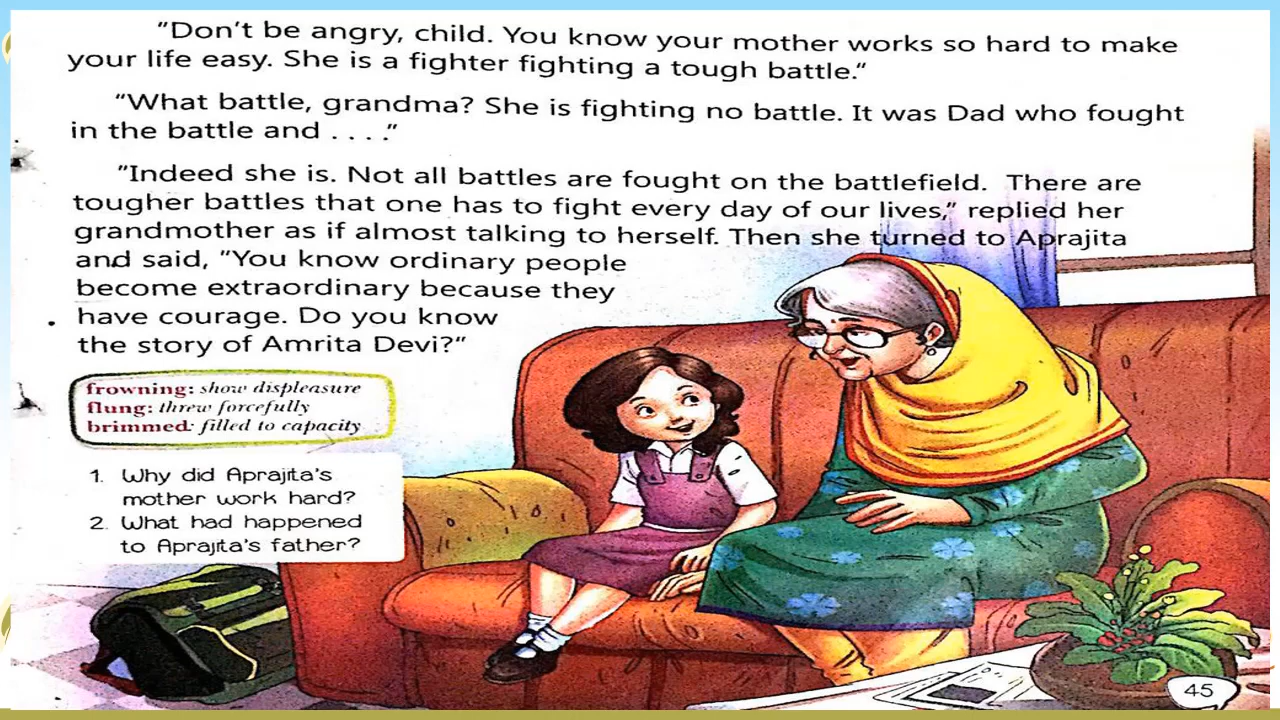 "Don't be angry, child. You know your mother works so hard to make
your life easy. She is a fighter fighting a tough battle."
"What battle, grandma? She is fighting no battle. It was Dad who fought
in the battle and . . . ."
"Indeed she is. Not all battles are fought on the battlefield. There are
tougher battles that one has to fight every day of our lives," replied her
grandmother as if almost talking to herself. Then she turned to Aprajita
and said, "You know ordinary people
become extraordinary because they
have courage. Do you know
the story of Amrita Devi?"
frowning: show displeasure
flung: threw forcefully
brimmed: filled to capacity
1. Why did Aprajita's
mother work hard?
2. What had happened
to Aprajita's father?
45